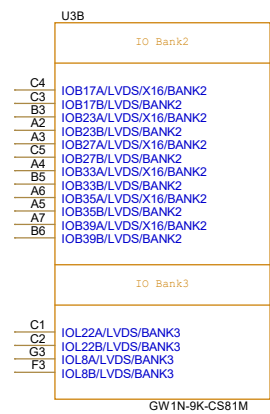 U3B
IO Bank2
C4 IOB17A/LVDS/X16/BANK2
C3 IOB17B/LVDS/BANK2
B3 IOB23A/LVDS/X16/BANK2
A2 IOB23B/LVDS/BANK2
A3 IOB27A/LVDS/X16/BANK2
C5 IOB27B/LVDS/BANK2
A4 IOB33A/LVDS/X16/BANK2
B5 IOB33B/LVDS/BANK2
A6 IOB35A/LVDS/X16/BANK2
A5 IOB35B/LVDS/BANK2
A7 IOB39A/LVDS/X16/BANK2
B6 IOB39B/LVDS/BANK2
IO Bank3
C1 IOL22A/LVDS/BANK3
C2 IOL22B/LVDS/BANK3
G3 IOL8A/LVDS/BANK3
F3 IOL8B/LVDS/BANK3
GW1N-9K-CS81M